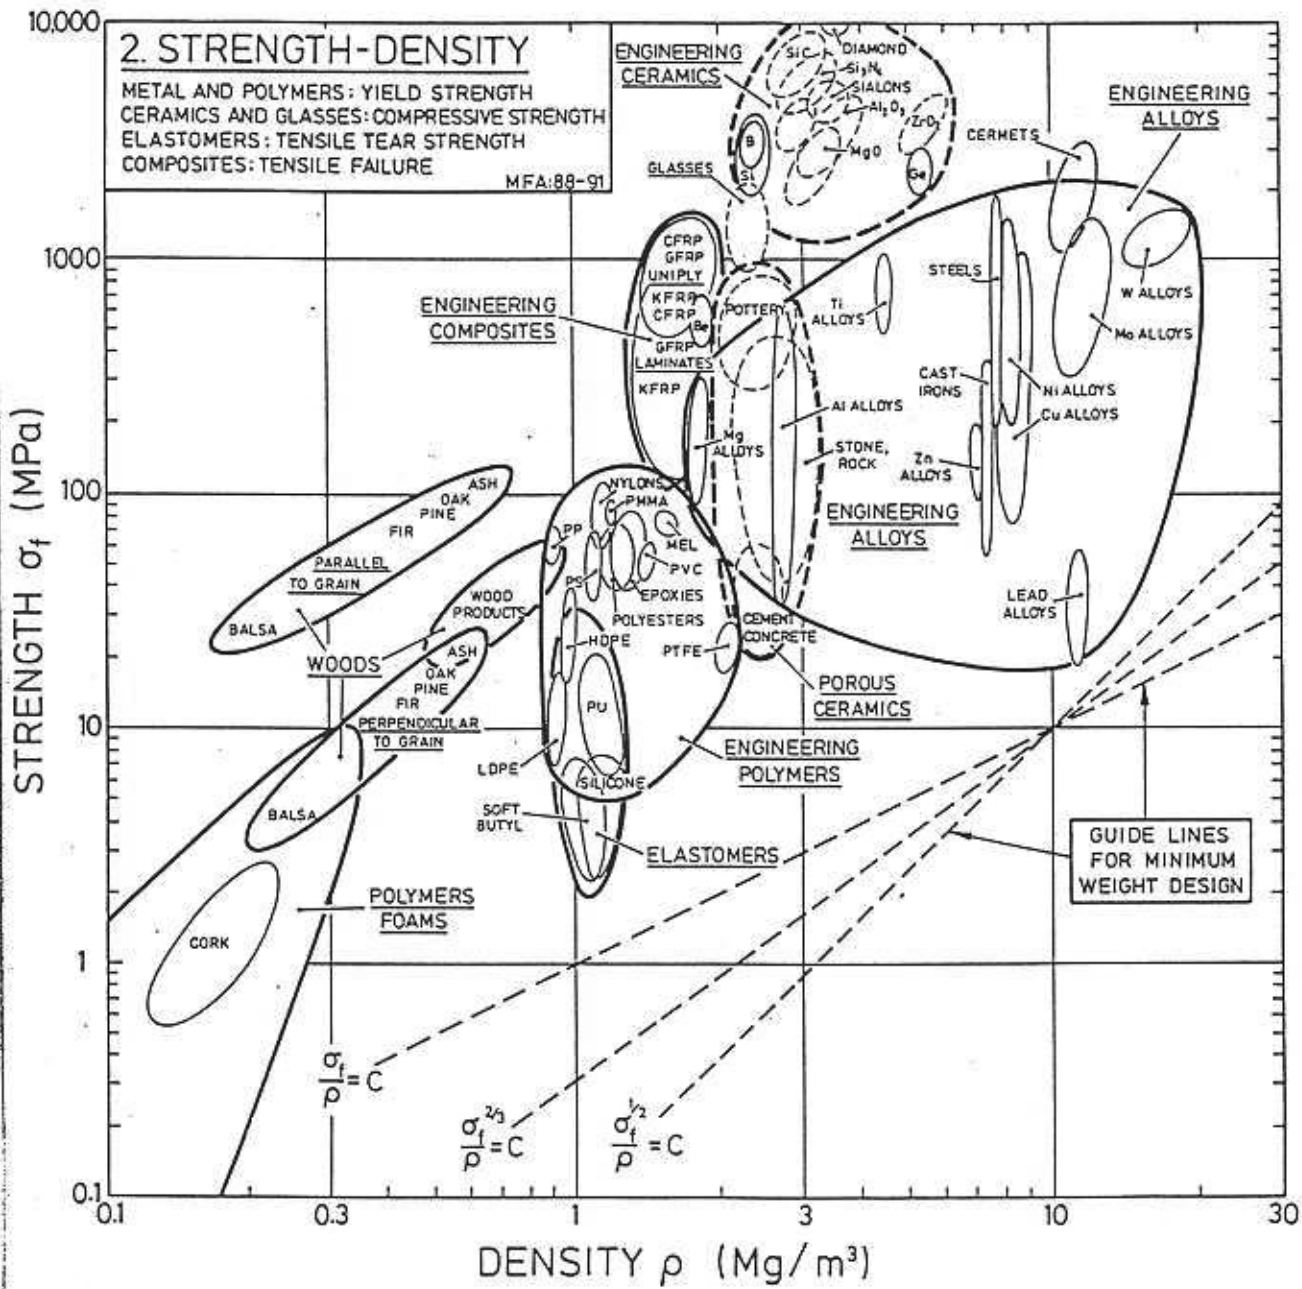 10,000
2. STRENGTH-DENSITY
METAL AND POLYMERS: YIELD STRENGTH
CERAMICS AND GLASSES: COMPRESSIVE STRENGTH
ELASTOMERS: TENSILE TEAR STRENGTH
COMPOSITES: TENSILE FAILURE
MFA:88-91
ENGINEERING
CERAMICS
SiC
DIAMOND
Si3N4
SIALONS
Al2O3
ZrO2
MgO
B
Si
Ge
GLASSES
CERMETS
ENGINEERING
ALLOYS
1000
CFRP
GFRP
UNIPLY
KFRP
CFRP
Be
GFRP
LAMINATES
KFRP
ENGINEERING
COMPOSITES
POTTERY
Ti
ALLOYS
STEELS
W ALLOYS
Mo ALLOYS
CAST
IRONS
Ni ALLOYS
Cu ALLOYS
Al ALLOYS
Mg
ALLOYS
STONE,
ROCK
Zn
ALLOYS
100
ASH
OAK
PINE
FIR
PARALLEL
TO GRAIN
BALSA
NYLONS
PMMA
PP
MEL
PVC
PS
EPOXIES
POLYESTERS
ENGINEERING
ALLOYS
WOOD
PRODUCTS
LEAD
ALLOYS
CEMENT
CONCRETE
HDPE
PTFE
WOODS
ASH
OAK
PINE
FIR
PERPENDICULAR
TO GRAIN
PU
POROUS
CERAMICS
10
LDPE
SILICONE
ENGINEERING
POLYMERS
BALSA
SOFT
BUTYL
ELASTOMERS
GUIDE LINES
FOR MINIMUM
WEIGHT DESIGN
POLYMERS
FOAMS
CORK
1
σf/ρ = C
σf^2/3/ρ = C
σf^1/2/ρ = C
0.1
0.1 0.3 1 3 10 30
DENSITY ρ (Mg/m³)
STRENGTH σf (MPa)